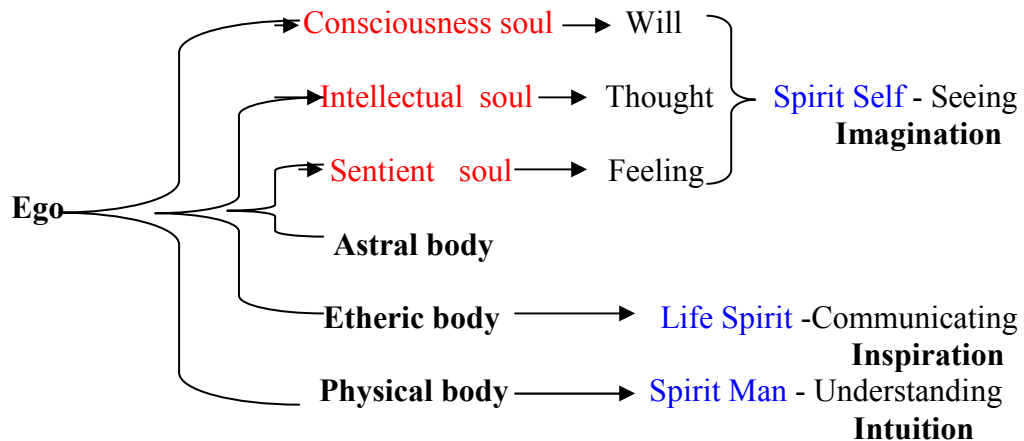 Consciousness soul Will
Intellectual soul Thought Spirit Self - Seeing
Imagination
Sentient soul Feeling
Ego
Astral body
Etheric body Life Spirit -Communicating
Inspiration
Physical body Spirit Man - Understanding
Intuition